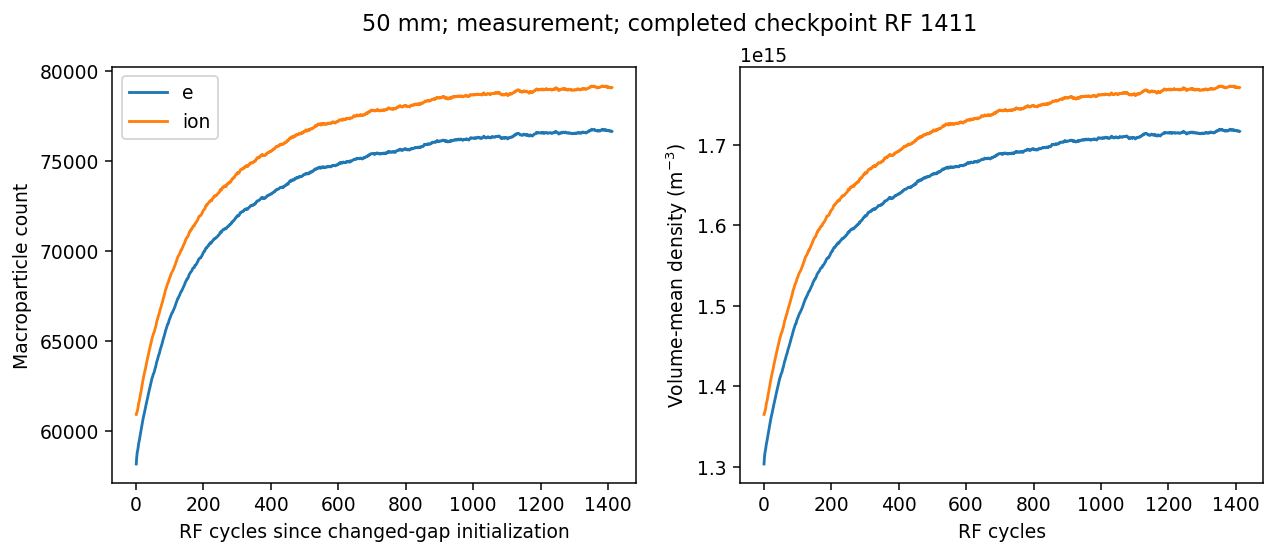 50 mm; measurement; completed checkpoint RF 1411
80000
75000
70000
65000
60000
Macroparticle count
e
ion
0 200 400 600 800 1000 1200 1400
RF cycles since changed-gap initialization
1e15
1.7
1.6
1.5
1.4
1.3
Volume-mean density (m⁻³)
0 200 400 600 800 1000 1200 1400
RF cycles